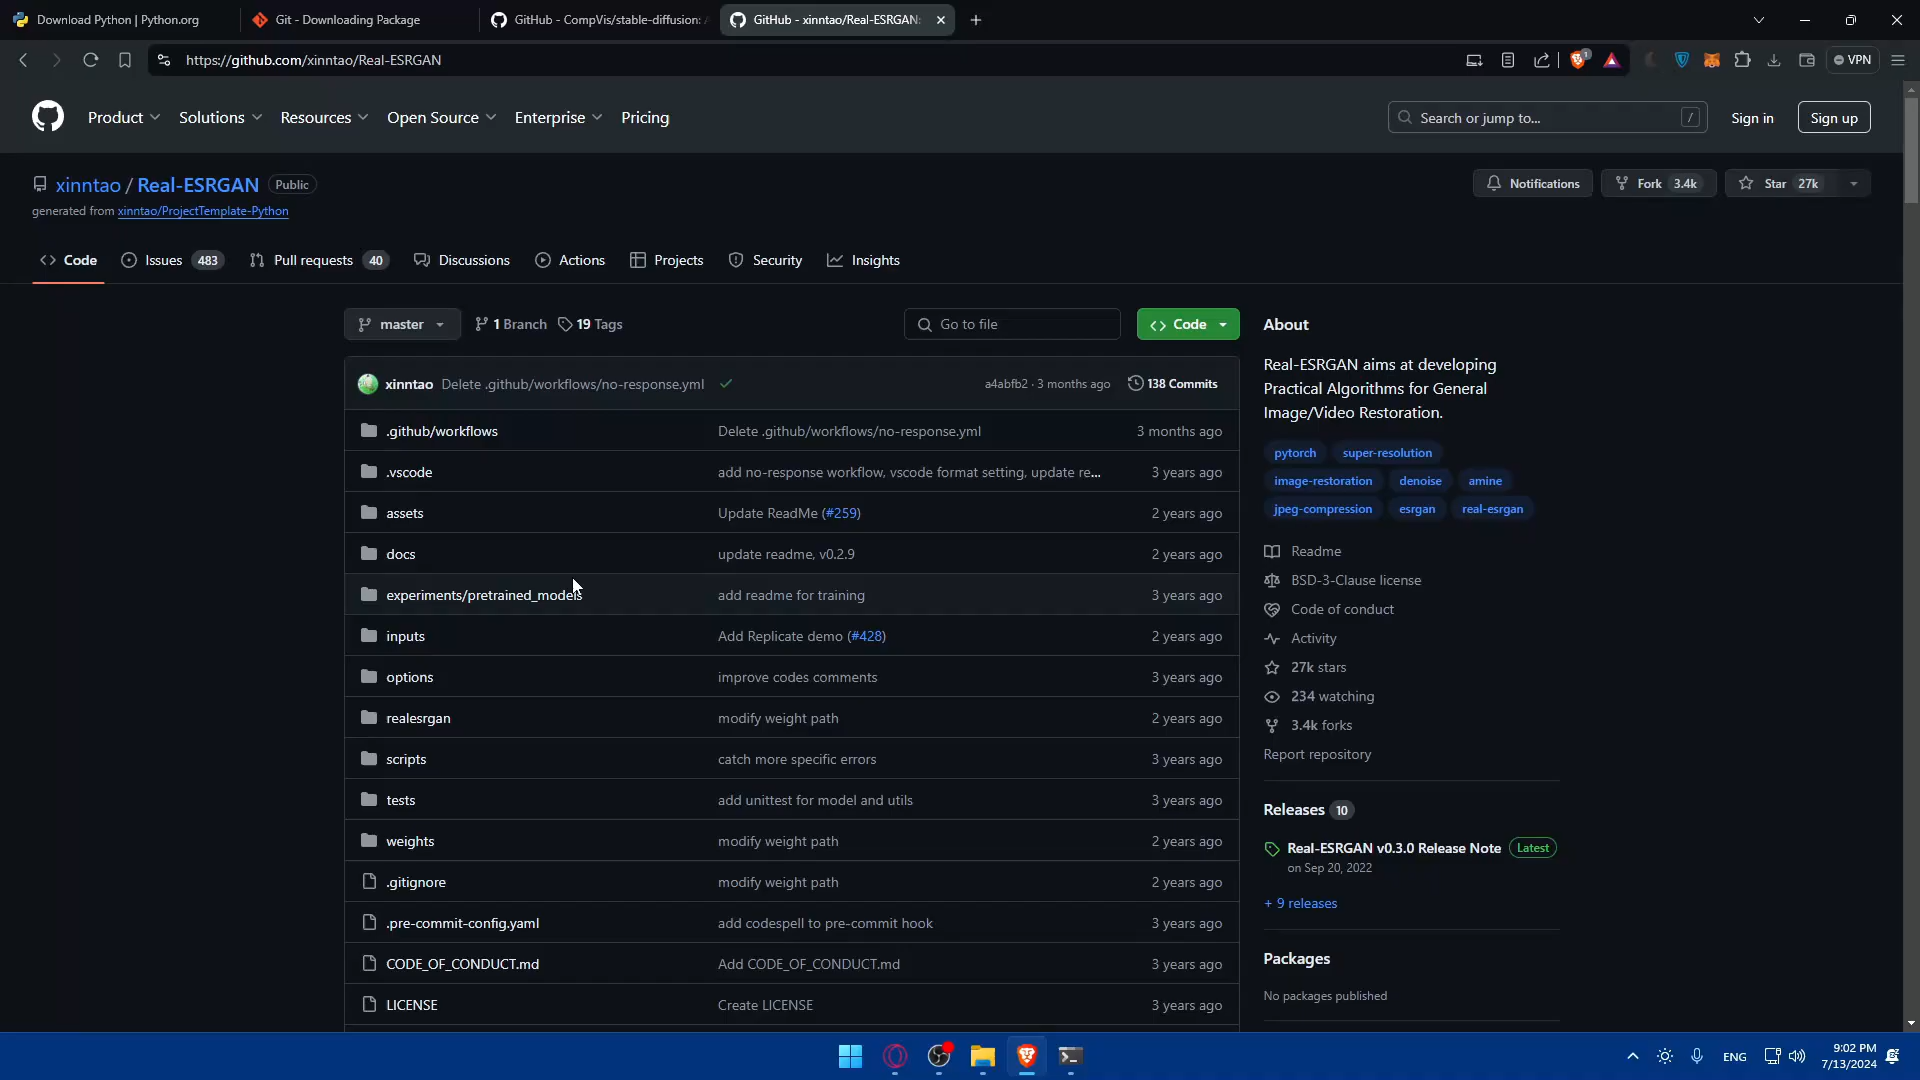 Download Python | Python.org
Git - Downloading Package
GitHub - CompVis/stable-diffusion:
GitHub - xinntao/Real-ESRGAN:
https://github.com/xinntao/Real-ESRGAN
1
VPN
Product
Solutions
Resources
Open Source
Enterprise
Pricing
Search or jump to...
/
Sign in
Sign up
xinntao / Real-ESRGAN Public
generated from xinntao/ProjectTemplate-Python
Notifications
Fork 3.4k
Star 27k
Code
Issues 483
Pull requests 40
Discussions
Actions
Projects
Security
Insights
master
1 Branch
19 Tags
Go to file
Code
xinntao Delete .github/workflows/no-response.yml
a4abfb2 · 3 months ago
138 Commits
.github/workflows Delete .github/workflows/no-response.yml 3 months ago
.vscode add no-response workflow, vscode format setting, update re... 3 years ago
assets Update ReadMe (#259) 2 years ago
docs update readme, v0.2.9 2 years ago
experiments/pretrained_models add readme for training 3 years ago
inputs Add Replicate demo (#428) 2 years ago
options improve codes comments 3 years ago
realesrgan modify weight path 2 years ago
scripts catch more specific errors 3 years ago
tests add unittest for model and utils 3 years ago
weights modify weight path 2 years ago
.gitignore modify weight path 2 years ago
.pre-commit-config.yaml add codespell to pre-commit hook 3 years ago
CODE_OF_CONDUCT.md Add CODE_OF_CONDUCT.md 3 years ago
LICENSE Create LICENSE 3 years ago
About
Real-ESRGAN aims at developing
Practical Algorithms for General
Image/Video Restoration.
pytorch super-resolution
image-restoration denoise amine
jpeg-compression esrgan real-esrgan
Readme
BSD-3-Clause license
Code of conduct
Activity
27k stars
234 watching
3.4k forks
Report repository
Releases 10
Real-ESRGAN v0.3.0 Release Note Latest
on Sep 20, 2022
+ 9 releases
Packages
No packages published
ENG
9:02 PM
7/13/2024